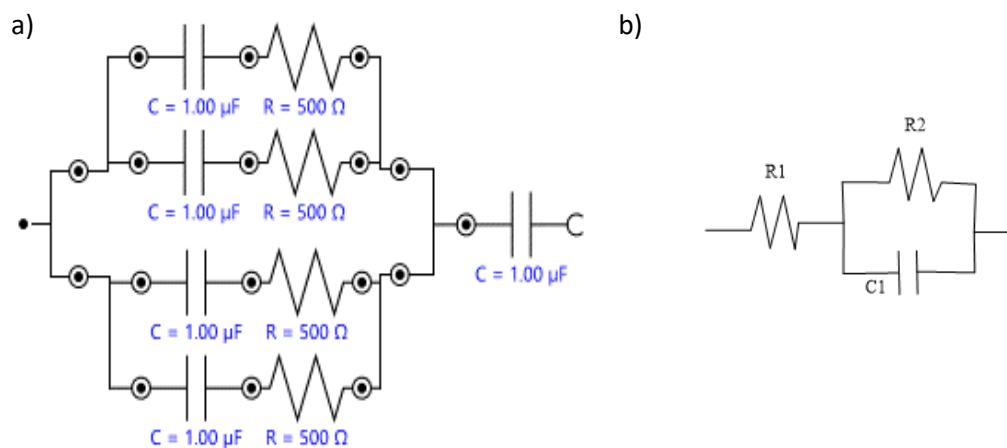 a)
b)
C = 1.00 μF R = 500 Ω
C = 1.00 μF R = 500 Ω
C = 1.00 μF
C = 1.00 μF R = 500 Ω
C = 1.00 μF R = 500 Ω
R2
R1
C1